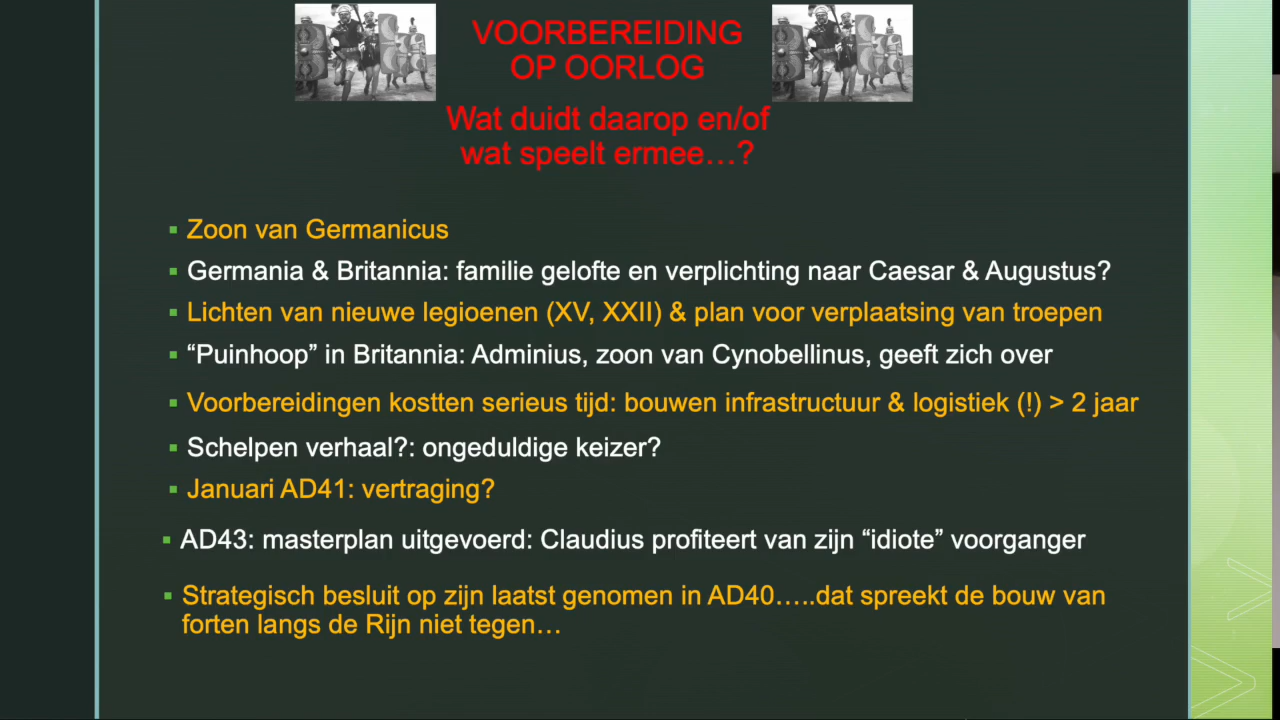 VOORBEREIDING
OP OORLOG
Wat duidt daarop en/of
wat speelt ermee…?
Zoon van Germanicus
Germania & Britannia: familie gelofte en verplichting naar Caesar & Augustus?
Lichten van nieuwe legioenen (XV, XXII) & plan voor verplaatsing van troepen
“Puinhoop” in Britannia: Adminius, zoon van Cynobellinus, geeft zich over
Voorbereidingen kostten serieus tijd: bouwen infrastructuur & logistiek (!) > 2 jaar
Schelpen verhaal?: ongeduldige keizer?
Januari AD41: vertraging?
AD43: masterplan uitgevoerd: Claudius profiteert van zijn “idiote” voorganger
Strategisch besluit op zijn laatst genomen in AD40…..dat spreekt de bouw van
forten langs de Rijn niet tegen…